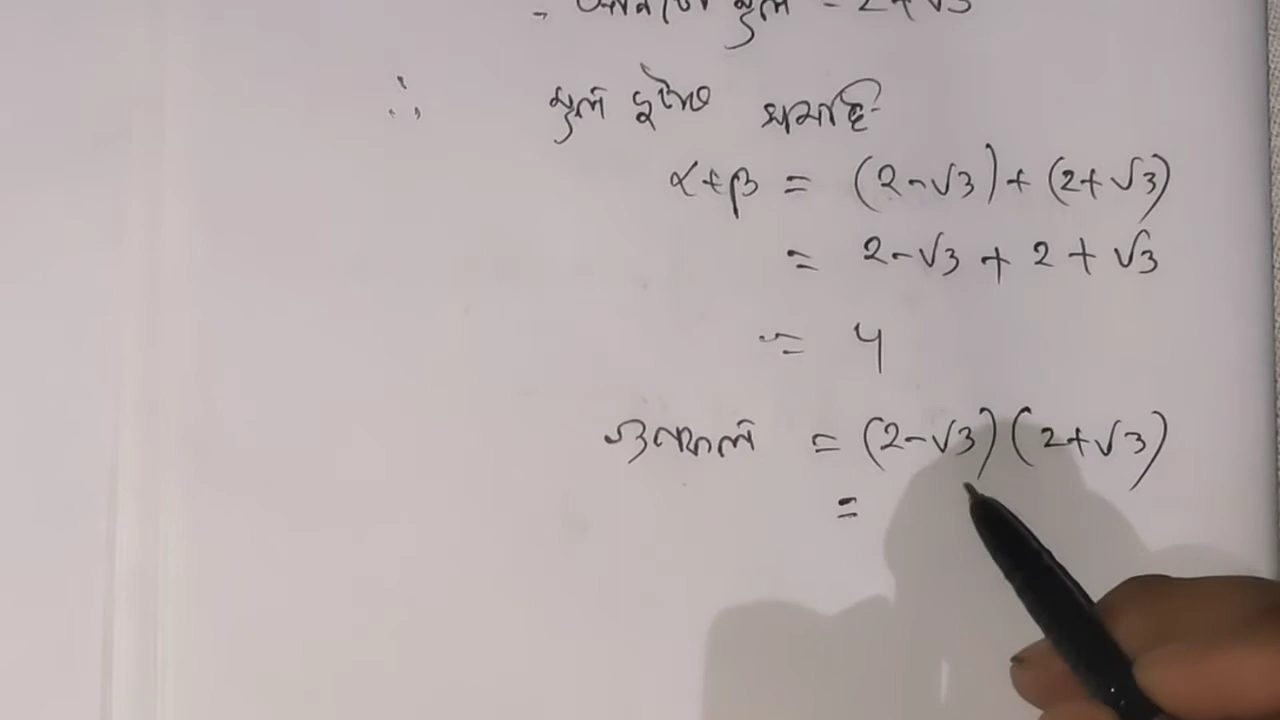 মূল দুটাৰ সমষ্টি
α+β = (2-√3)+(2+√3)
= 2-√3+2+√3
= 4
গুণফল = (2-√3)(2+√3)
=